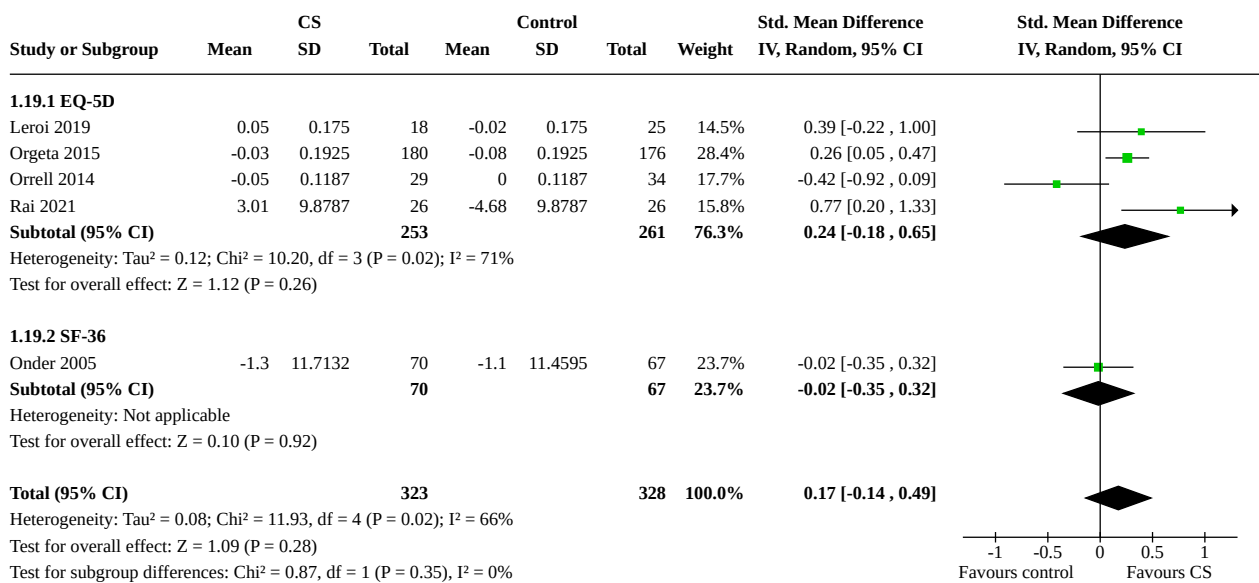 CS Control Std. Mean Difference Std. Mean Difference
Study or Subgroup Mean SD Total Mean SD Total Weight IV, Random, 95% CI IV, Random, 95% CI
1.19.1 EQ-5D
Leroi 2019 0.05 0.175 18 -0.02 0.175 25 14.5% 0.39 [-0.22 , 1.00]
Orgeta 2015 -0.03 0.1925 180 -0.08 0.1925 176 28.4% 0.26 [0.05 , 0.47]
Orrell 2014 -0.05 0.1187 29 0 0.1187 34 17.7% -0.42 [-0.92 , 0.09]
Rai 2021 3.01 9.8787 26 -4.68 9.8787 26 15.8% 0.77 [0.20 , 1.33]
Subtotal (95% CI) 253 261 76.3% 0.24 [-0.18 , 0.65]
Heterogeneity: Tau² = 0.12; Chi² = 10.20, df = 3 (P = 0.02); I² = 71%
Test for overall effect: Z = 1.12 (P = 0.26)
1.19.2 SF-36
Onder 2005 -1.3 11.7132 70 -1.1 11.4595 67 23.7% -0.02 [-0.35 , 0.32]
Subtotal (95% CI) 70 67 23.7% -0.02 [-0.35 , 0.32]
Heterogeneity: Not applicable
Test for overall effect: Z = 0.10 (P = 0.92)
Total (95% CI) 323 328 100.0% 0.17 [-0.14 , 0.49]
Heterogeneity: Tau² = 0.08; Chi² = 11.93, df = 4 (P = 0.02); I² = 66%
Test for overall effect: Z = 1.09 (P = 0.28)
Test for subgroup differences: Chi² = 0.87, df = 1 (P = 0.35), I² = 0%
-1 -0.5 0 0.5 1
Favours control Favours CS